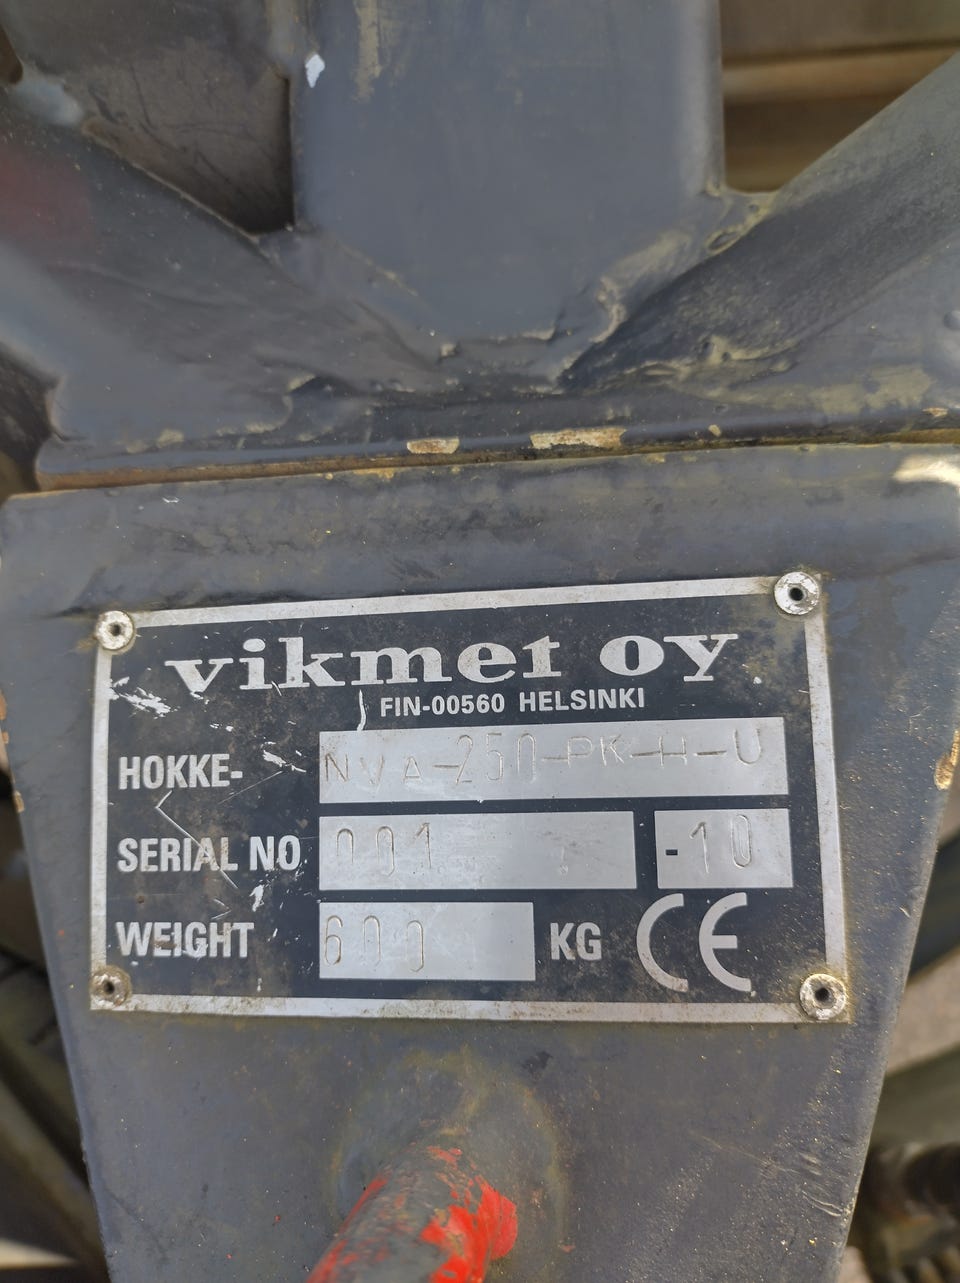 vikmet oy
FIN-00560 HELSINKI
HOKKE- NVA-250-PK-H-U
SERIAL NO 001 -10
WEIGHT 600 KG CE